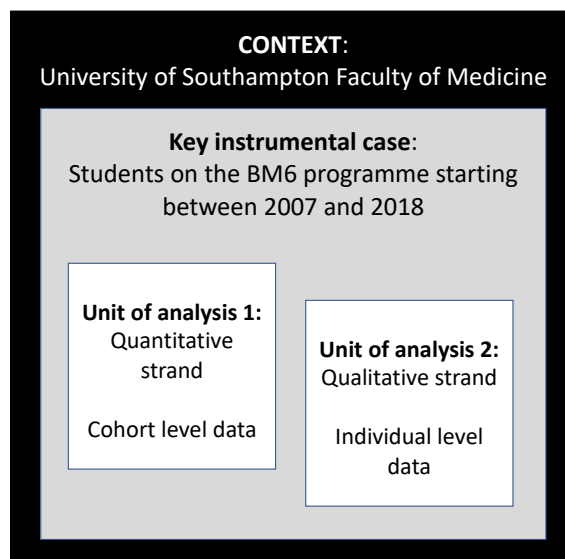 CONTEXT:
University of Southampton Faculty of Medicine
Key instrumental case:
Students on the BM6 programme starting
between 2007 and 2018
Unit of analysis 1:
Quantitative
strand
Cohort level data
Unit of analysis 2:
Qualitative strand
Individual level
data